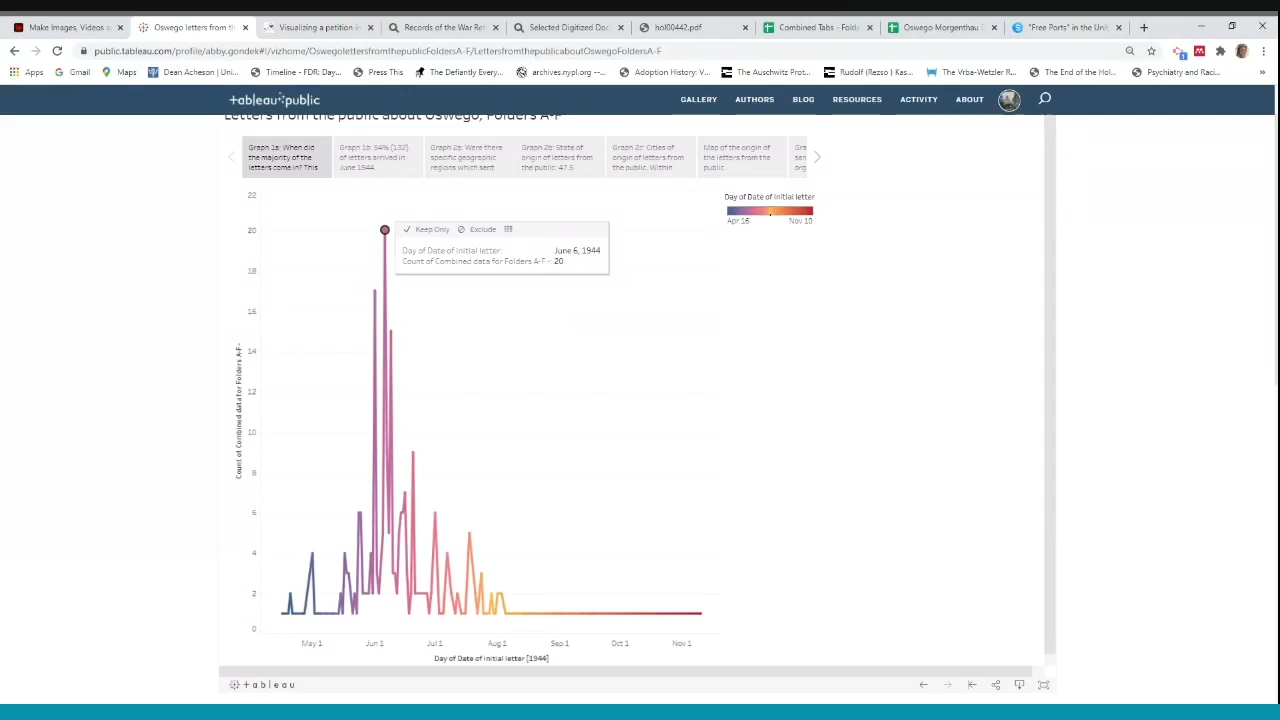 Make Images, Videos a
Oswego letters from th
Visualizing a petition in
Records of the War Ref
Selected Digitized Doc
hol00442.pdf
Combined Tabs - Folde
Oswego Morgenthau D
"Free Ports" in the Unit
public.tableau.com/profile/abby.gondek#!/vizhome/OswegolettersfromthepublicFoldersA-F/LettersfromthepublicaboutOswegoFoldersA-F
Apps
Gmail
Maps
Dean Acheson | Uni...
Timeline - FDR: Day...
Press This
The Defiantly Every...
archives.nypl.org --...
Adoption History: V...
The Auschwitz Prot...
Rudolf (Rezso ) Kas...
The Vrba-Wetzler R...
The End of the Hol...
Psychiatry and Raci...
»
+ableau public
GALLERY
AUTHORS
BLOG
RESOURCES
ACTIVITY
ABOUT
Letters from the public about Oswego, Folders A-F
Graph 1a: When did
the majority of the
letters come in? This
Graph 1b: 54% (132)
of letters arrived in
June 1944.
Graph 2a: Were there
specific geographic
regions which sent
Graph 2b: State of
origin of letters from
the public. 47.5
Graph 2c: Cities of
origin of letters from
the public. Within
Map of the origin of
the letters from the
public.
Gra
sen
org
Day of Date of initial letter
Apr 16
Nov 10
Keep Only
Exclude
Day of Date of initial letter:
June 6, 1944
Count of Combined data for Folders A-F -:
20
Count of Combined data for Folders A-F-
22
20
18
16
14
12
10
8
6
4
2
0
May 1
Jun 1
Jul 1
Aug 1
Sep 1
Oct 1
Nov 1
Day of Date of initial letter [1944]
+ a b l e a u